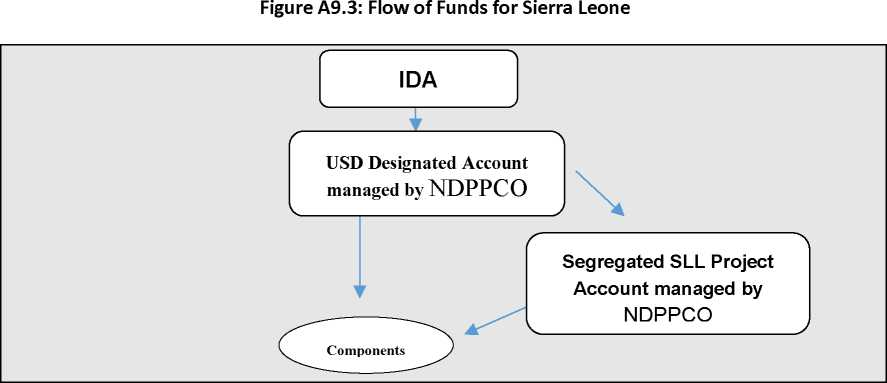 Figure A9.3: Flow of Funds for Sierra Leone
IDA
USD Designated Account
managed by NDPPCO
Segregated SLL Project
Account managed by
NDPPCO
Components